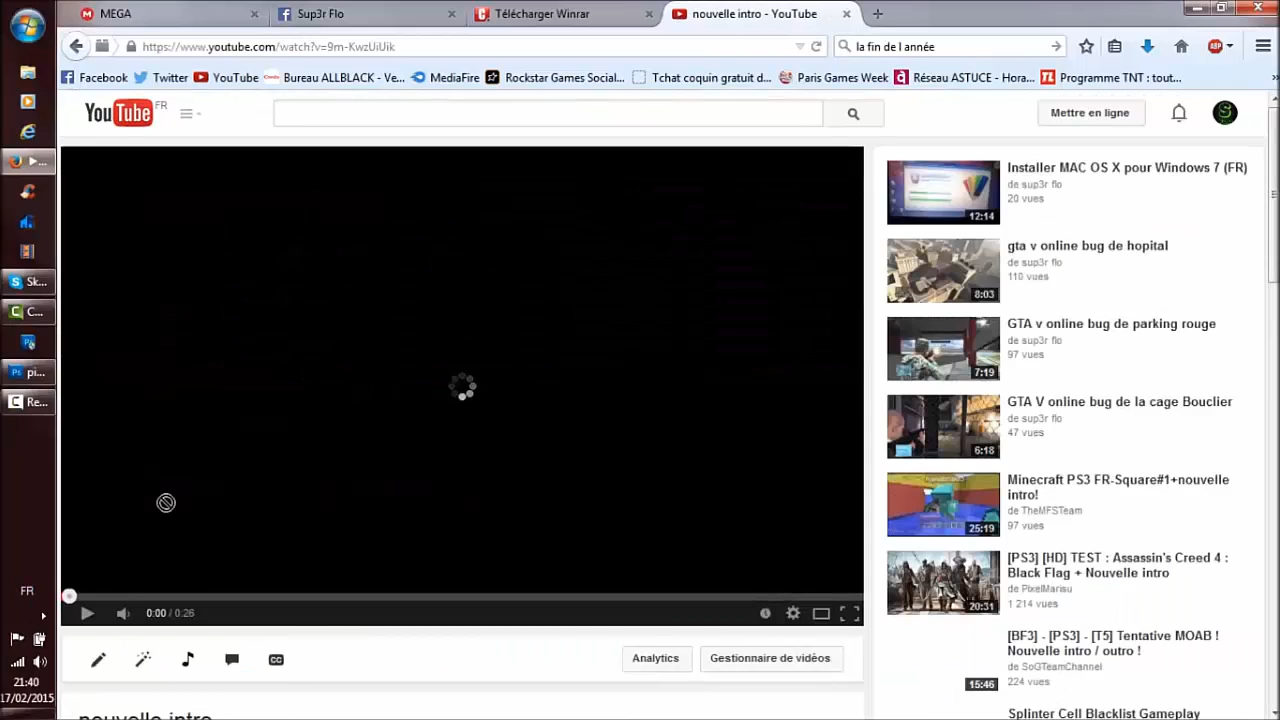 MEGA
Sup3r Flo
Télécharger Winrar
nouvelle intro - YouTube
https://www.youtube.com/watch?v=9m-KwzUiUik
la fin de l année
ABP
Facebook
Twitter
YouTube
Bureau ALLBLACK - Ve...
MediaFire
Rockstar Games Social...
Tchat coquin gratuit d...
Paris Games Week
Réseau ASTUCE - Hora...
Programme TNT : tout...
YouTube FR
Mettre en ligne
Installer MAC OS X pour Windows 7 (FR)
de sup3r flo
20 vues
12:14
gta v online bug de hopital
de sup3r flo
110 vues
8:03
GTA v online bug de parking rouge
de sup3r flo
97 vues
7:19
GTA V online bug de la cage Bouclier
de sup3r flo
47 vues
6:18
Minecraft PS3 FR-Square#1+nouvelle
intro!
de TheMFSTeam
97 vues
25:19
[PS3] [HD] TEST : Assassin's Creed 4 :
Black Flag + Nouvelle intro
de PixelMarisu
1 214 vues
20:31
[BF3] - [PS3] - [T5] Tentative MOAB !
Nouvelle intro / outro !
de SoGTeamChannel
224 vues
15:46
Splinter Cell Blacklist Gameplay
0:00 / 0:26
CC
Analytics
Gestionnaire de vidéos
nouvelle intro
Sk...
C...
Ps pi...
Re...
FR
21:40
17/02/2015